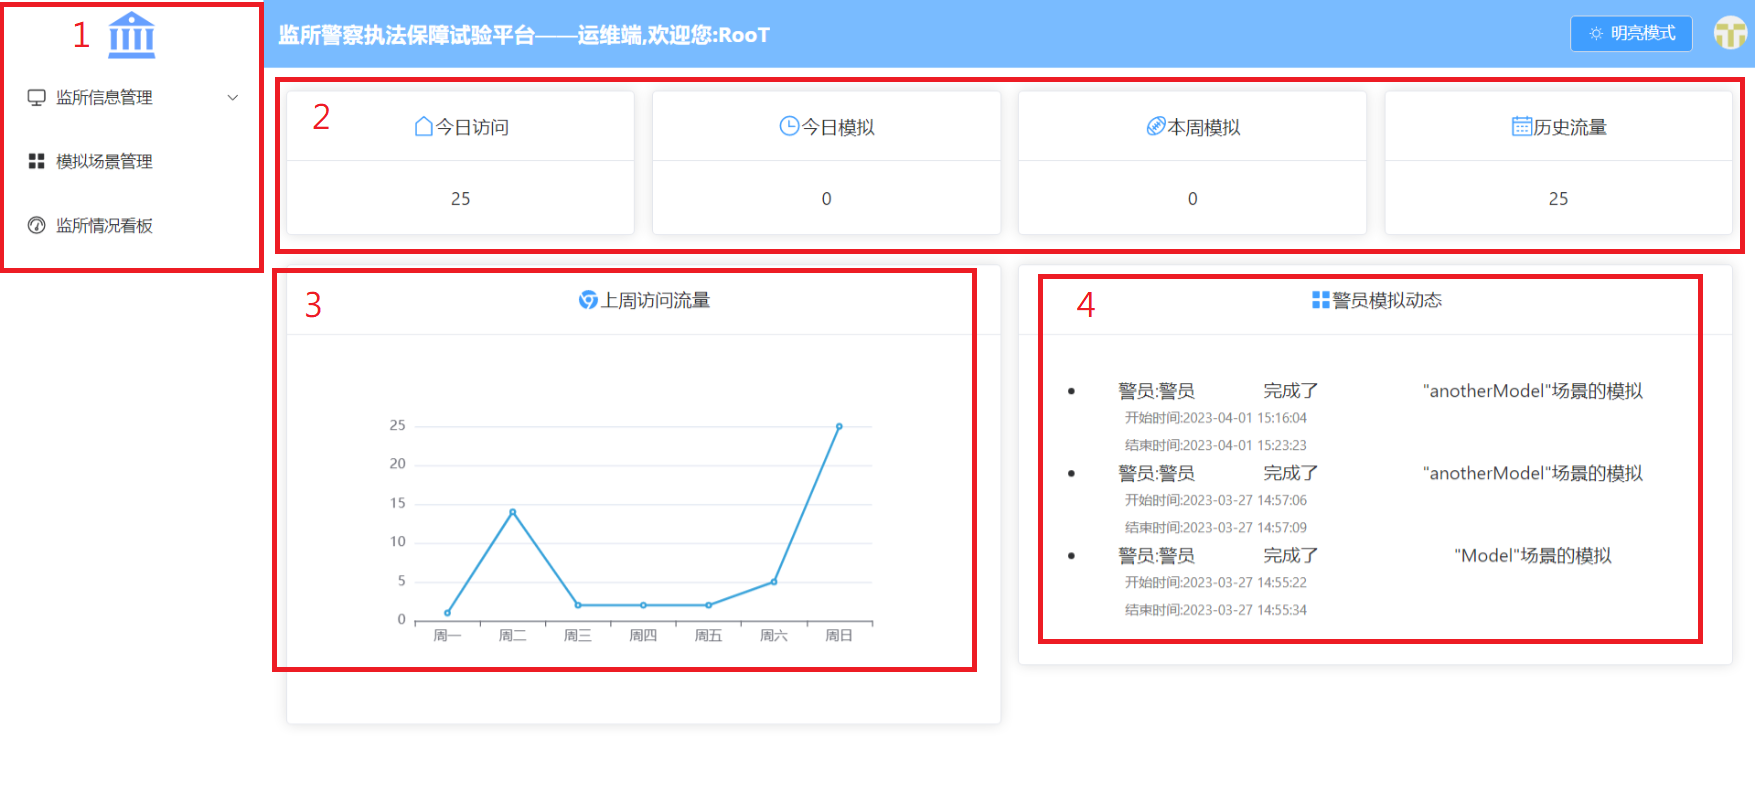 1
监所警察执法保障试验平台——运维端,欢迎您:RooT
明亮模式
监所信息管理
模拟场景管理
监所情况看板
2
今日访问
25
今日模拟
0
本周模拟
0
历史流量
25
3
上周访问流量
25
20
15
10
5
0
周一 周二 周三 周四 周五 周六 周日
4
警员模拟动态
警员:警员 完成了 "anotherModel"场景的模拟
开始时间:2023-04-01 15:16:04
结束时间:2023-04-01 15:23:23
警员:警员 完成了 "anotherModel"场景的模拟
开始时间:2023-03-27 14:57:06
结束时间:2023-03-27 14:57:09
警员:警员 完成了 "Model"场景的模拟
开始时间:2023-03-27 14:55:22
结束时间:2023-03-27 14:55:34